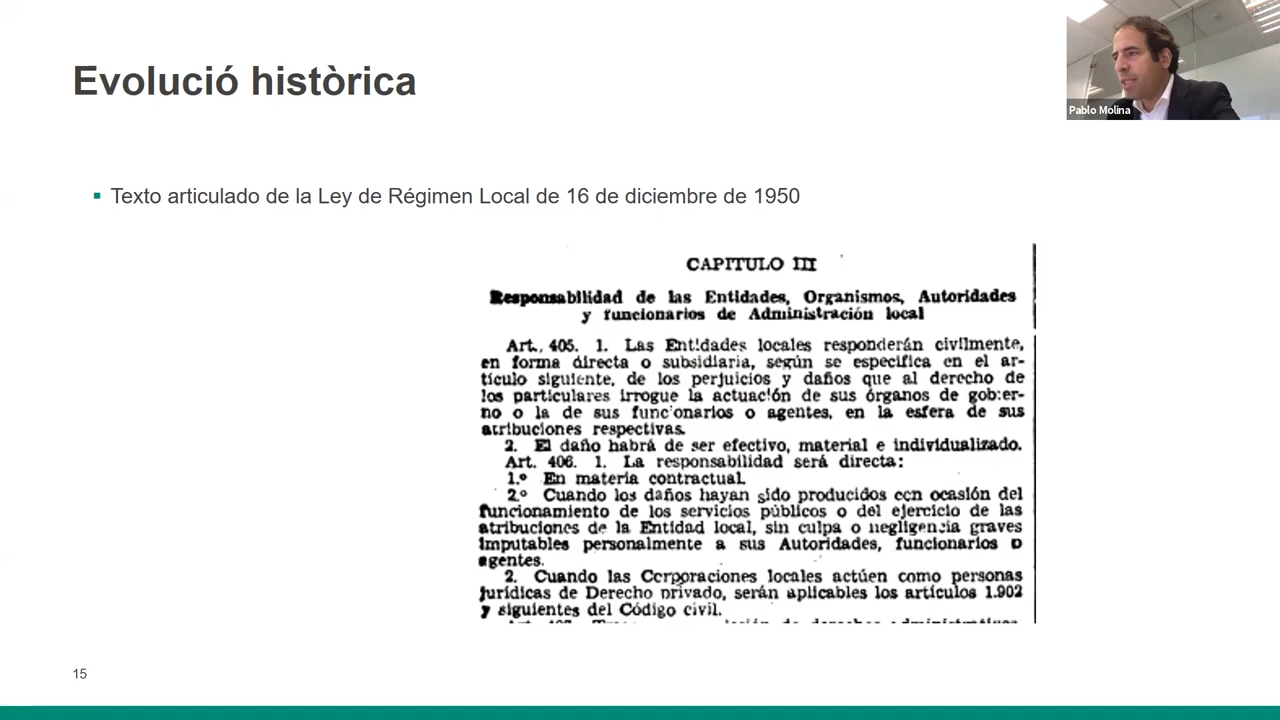 Evolució històrica
Pablo Molina
Texto articulado de la Ley de Régimen Local de 16 de diciembre de 1950
CAPITULO III
Responsabilidad de las Entidades, Organismos, Autoridades
y funcionarios de Administración local
Art. 405. 1. Las Entidades locales responderán civilmente,
en forma directa o subsidiaria, según se especifica en el ar-
tículo siguiente, de los perjuicios y daños que al derecho de
los particulares irrogue la actuación de sus órganos de gobier-
no o la de sus funcionarios o agentes, en la esfera de sus
atribuciones respectivas.
2. El daño habrá de ser efectivo, material e individualizado.
Art. 406. 1. La responsabilidad será directa:
1.º En materia contractual.
2.º Cuando los daños hayan sido producidos con ocasión del
funcionamiento de los servicios públicos o del ejercicio de las
atribuciones de la Entidad local, sin culpa o negligencia graves
imputables personalmente a sus Autoridades, funcionarios o
agentes.
2. Cuando las Corporaciones locales actúen como personas
jurídicas de Derecho privado, serán aplicables los artículos 1.902
y siguientes del Código civil.
15